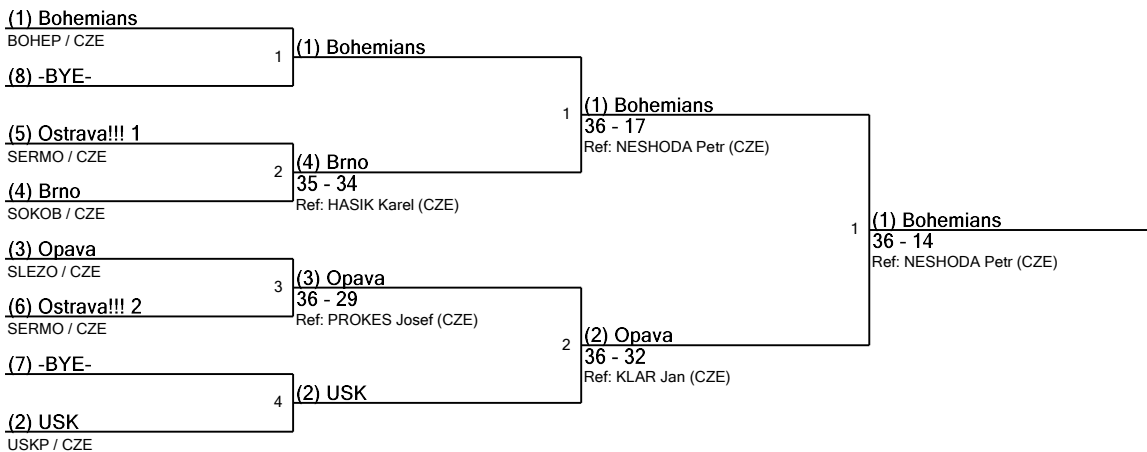 (1) Bohemians
BOHEP / CZE
(8) -BYE-
(5) Ostrava!!! 1
SERMO / CZE
(4) Brno
SOKOB / CZE
(3) Opava
SLEZO / CZE
(6) Ostrava!!! 2
SERMO / CZE
(7) -BYE-
(2) USK
USKP / CZE
1
(1) Bohemians
2
(4) Brno
35 - 34
Ref: HASIK Karel (CZE)
3
(3) Opava
36 - 29
Ref: PROKES Josef (CZE)
4
(2) USK
1
(1) Bohemians
36 - 17
Ref: NESHODA Petr (CZE)
2
(2) Opava
36 - 32
Ref: KLAR Jan (CZE)
1
(1) Bohemians
36 - 14
Ref: NESHODA Petr (CZE)